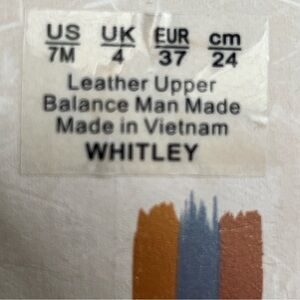 US UK EUR cm
7M 4 37 24
Leather Upper
Balance Man Made
Made in Vietnam
WHITLEY